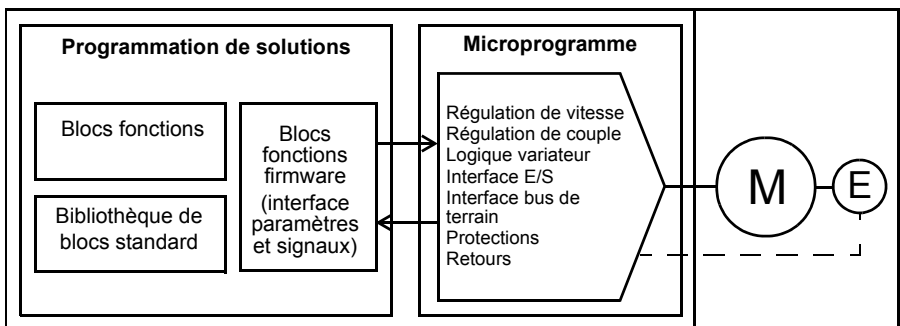 Programmation de solutions
Blocs fonctions
Bibliothèque de
blocs standard
Blocs
fonctions
firmware
(interface
paramètres
et signaux)
Microprogramme
Régulation de vitesse
Régulation de couple
Logique variateur
Interface E/S
Interface bus de
terrain
Protections
Retours
M
E